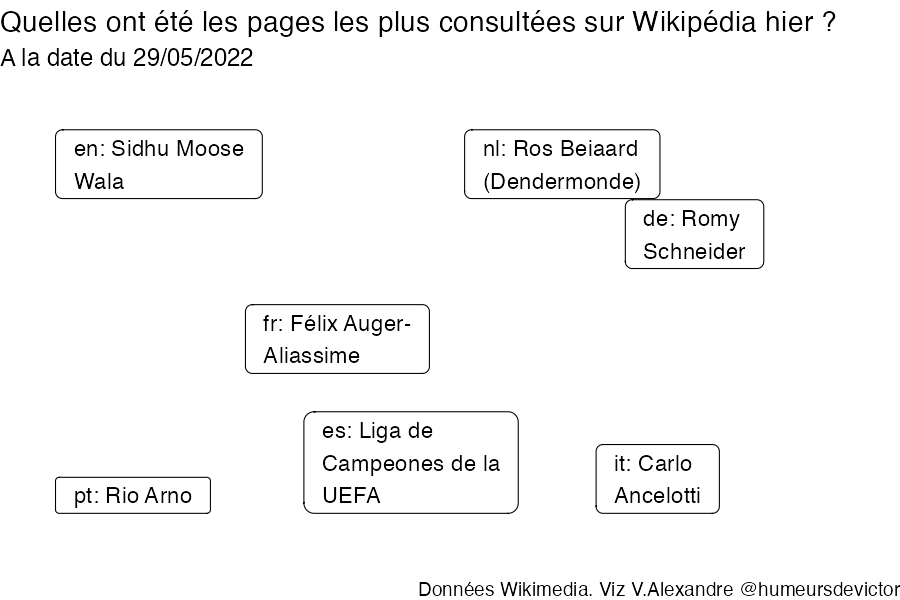 Quelles ont été les pages les plus consultées sur Wikipédia hier ?
A la date du 29/05/2022
en: Sidhu Moose
Wala
nl: Ros Beiaard
(Dendermonde)
de: Romy
Schneider
fr: Félix Auger-
Aliassime
es: Liga de
Campeones de la
UEFA
it: Carlo
Ancelotti
pt: Rio Arno
Données Wikimedia. Viz V.Alexandre @humeursdevictor